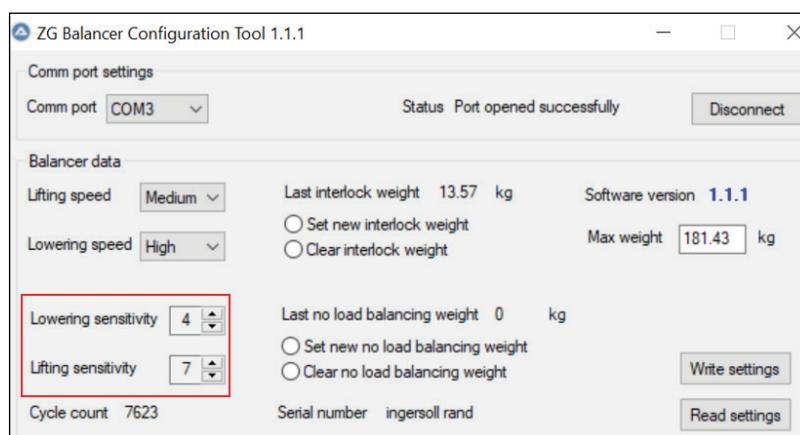 ZG Balancer Configuration Tool 1.1.1
Comm port settings
Comm port COM3 Status Port opened successfully Disconnect
Balancer data
Lifting speed Medium Last interlock weight 13.57 kg Software version 1.1.1
Set new interlock weight
Lowering speed High Clear interlock weight Max weight 181.43 kg
Lowering sensitivity 4 Last no load balancing weight 0 kg
Set new no load balancing weight
Lifting sensitivity 7 Clear no load balancing weight Write settings
Cycle count 7623 Serial number ingersoll rand Read settings